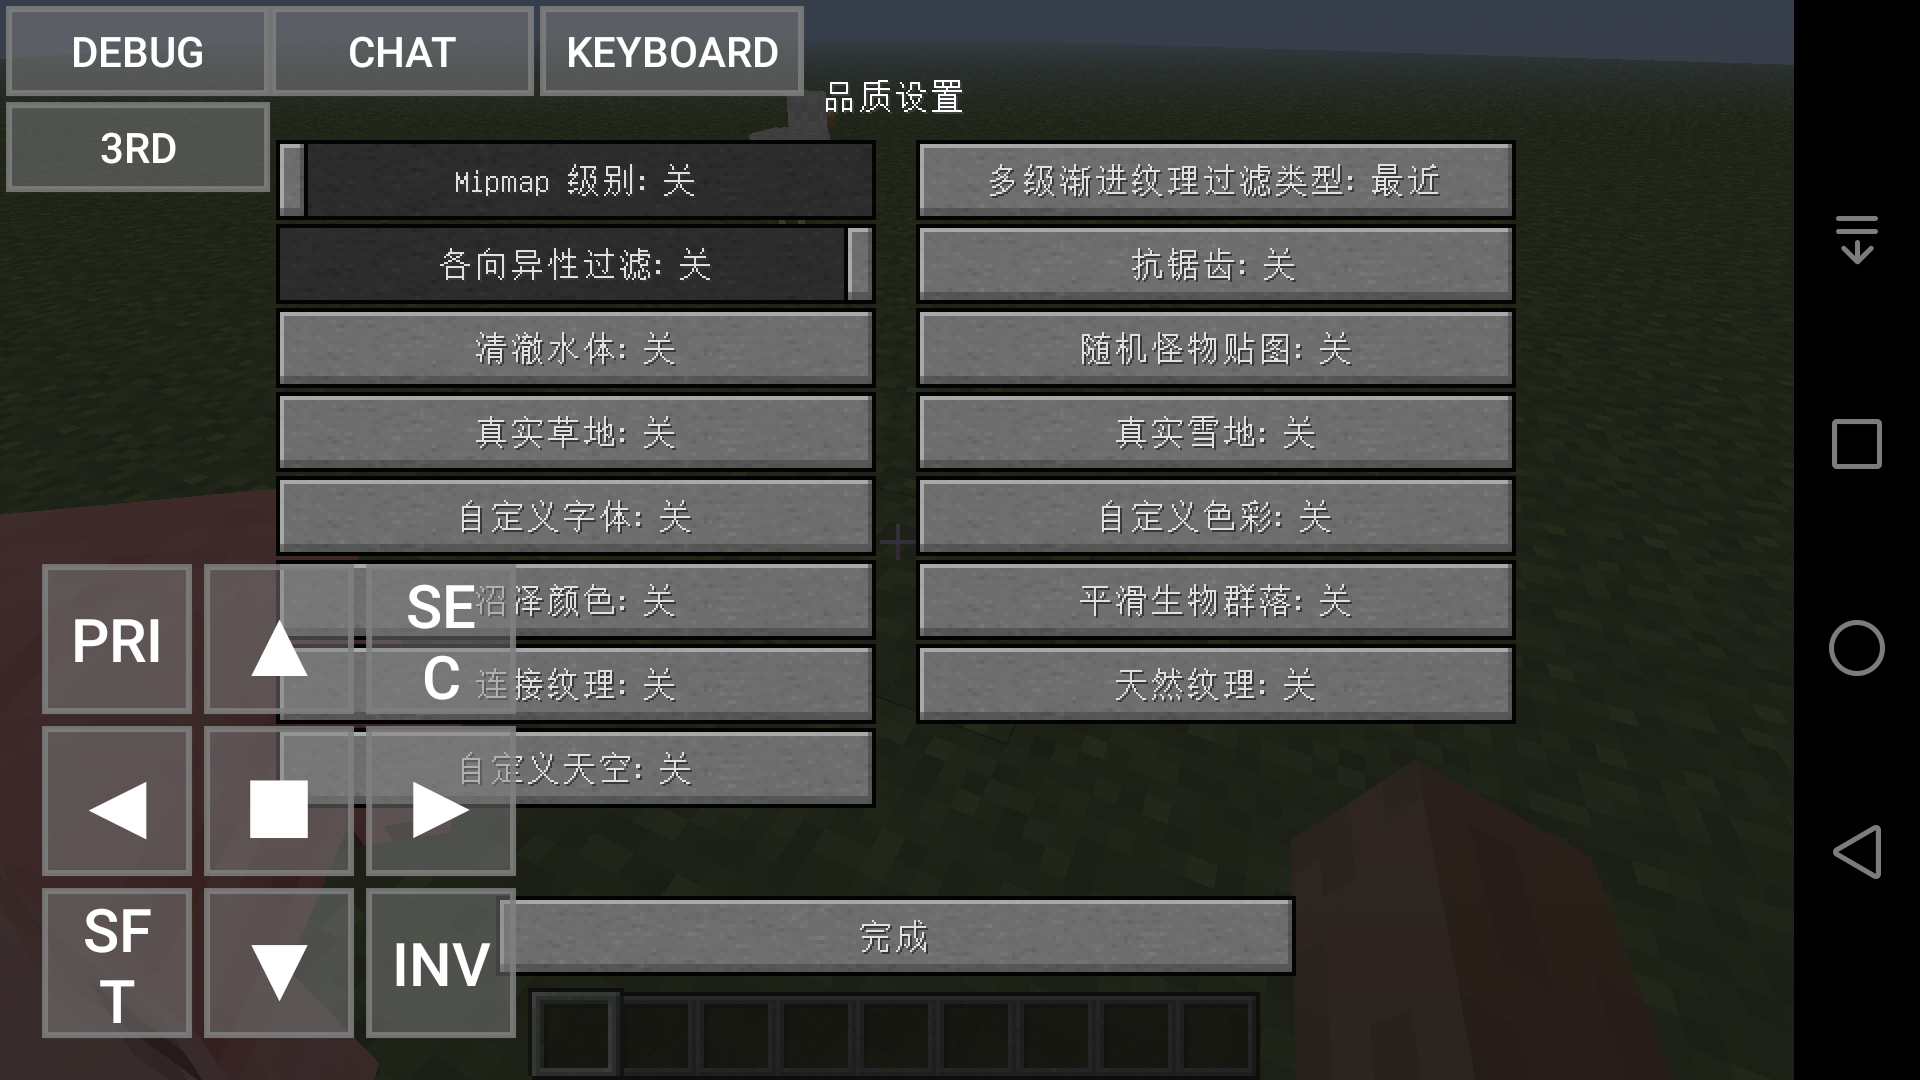 DEBUG
CHAT
KEYBOARD
3RD
品质设置
Mipmap 级别: 关
多级渐进纹理过滤类型: 最近
各向异性过滤: 关
抗锯齿: 关
清澈水体: 关
随机怪物贴图: 关
真实草地: 关
真实雪地: 关
自定义字体: 关
自定义色彩: 关
沼泽颜色: 关
平滑生物群落: 关
连接纹理: 关
天然纹理: 关
自定义天空: 关
PRI
SE
C
SF
T
INV
完成